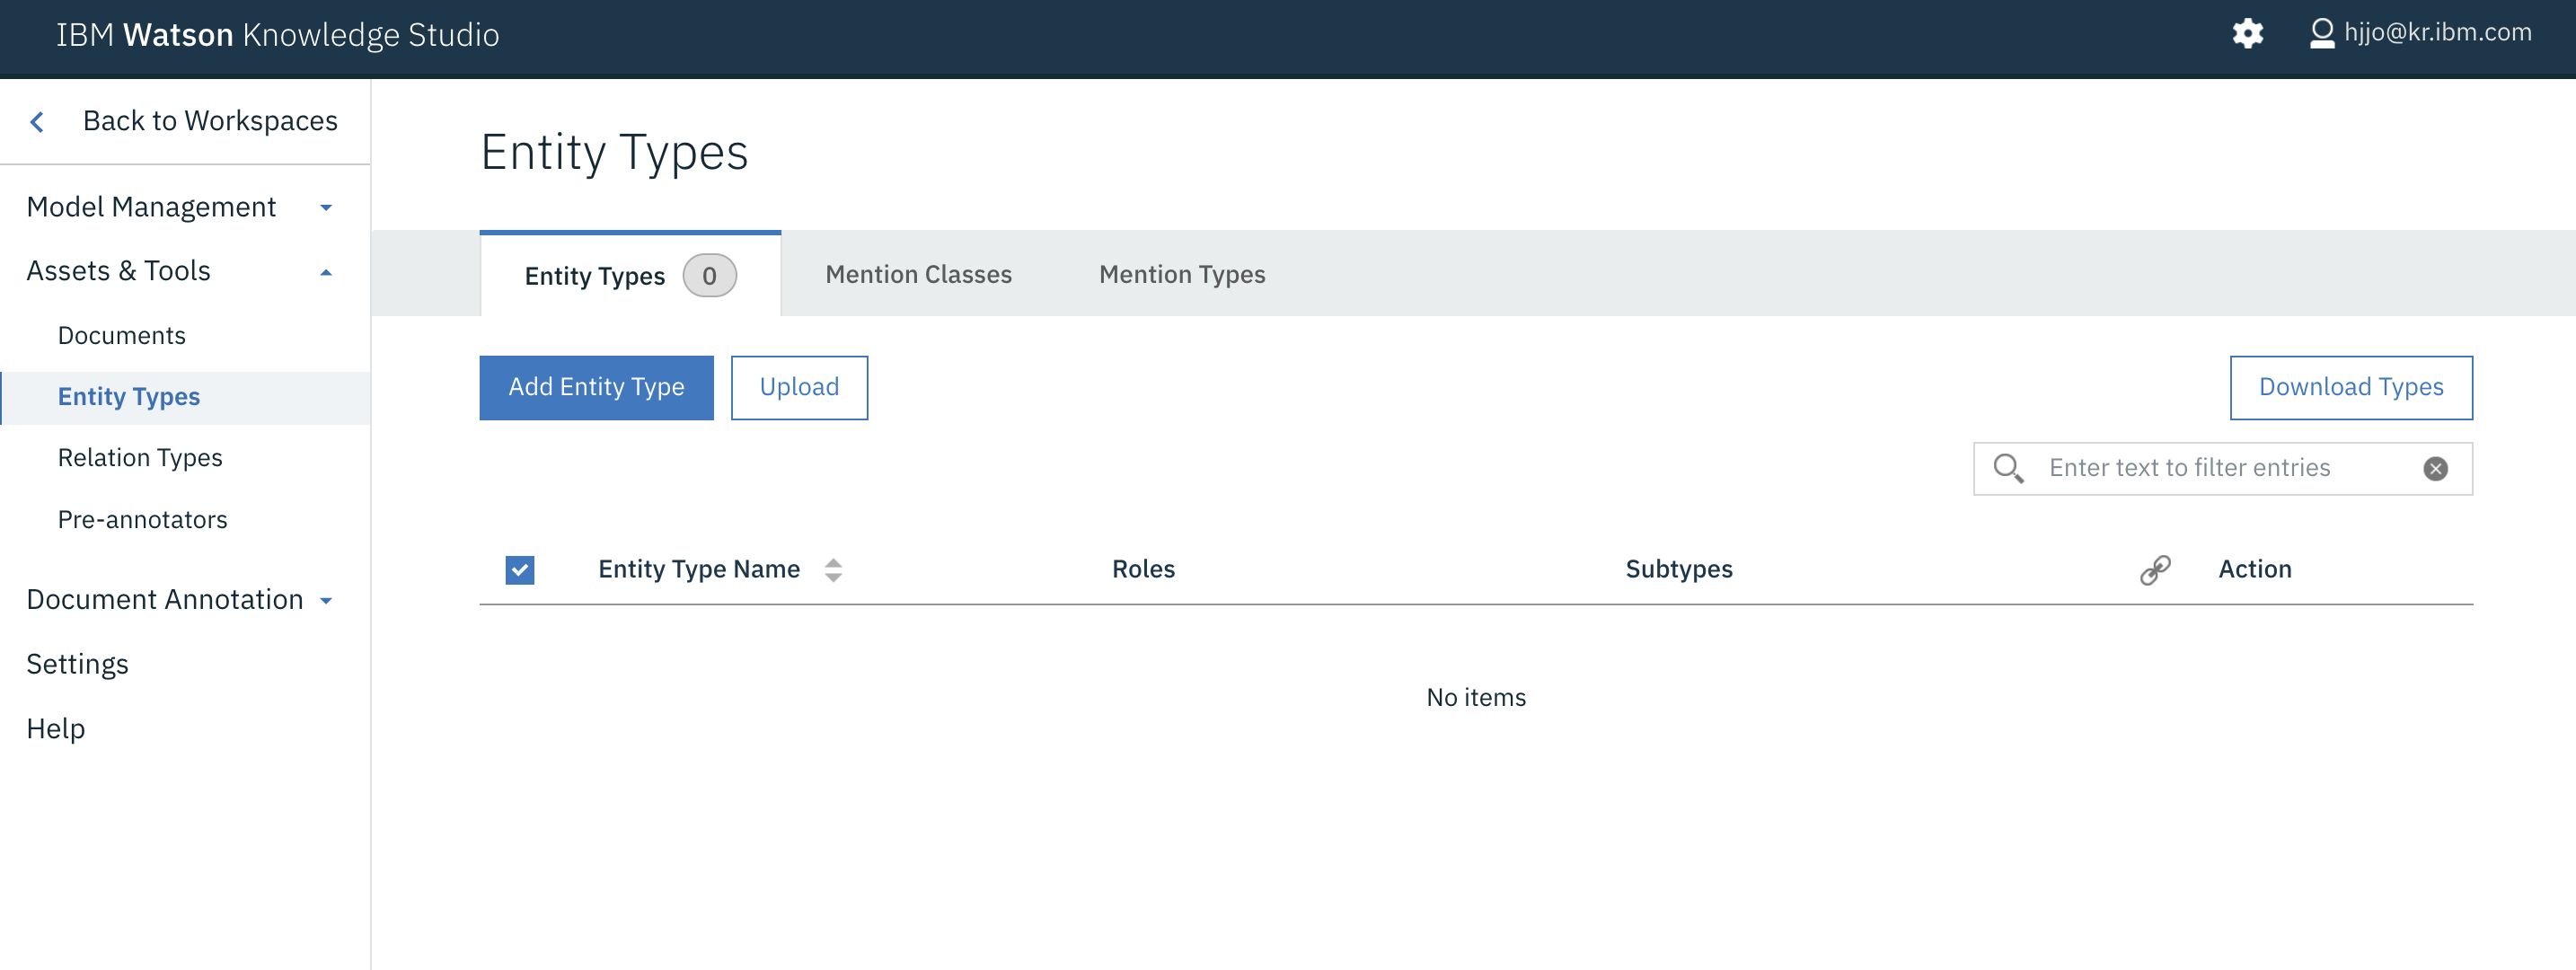 IBM Watson Knowledge Studio
hjjo@kr.ibm.com
Back to Workspaces
Model Management
Assets & Tools
Documents
Entity Types
Relation Types
Pre-annotators
Document Annotation
Settings
Help
Entity Types
Entity Types 0 Mention Classes Mention Types
Add Entity Type Upload Download Types
Enter text to filter entries
Entity Type Name Roles Subtypes Action
No items